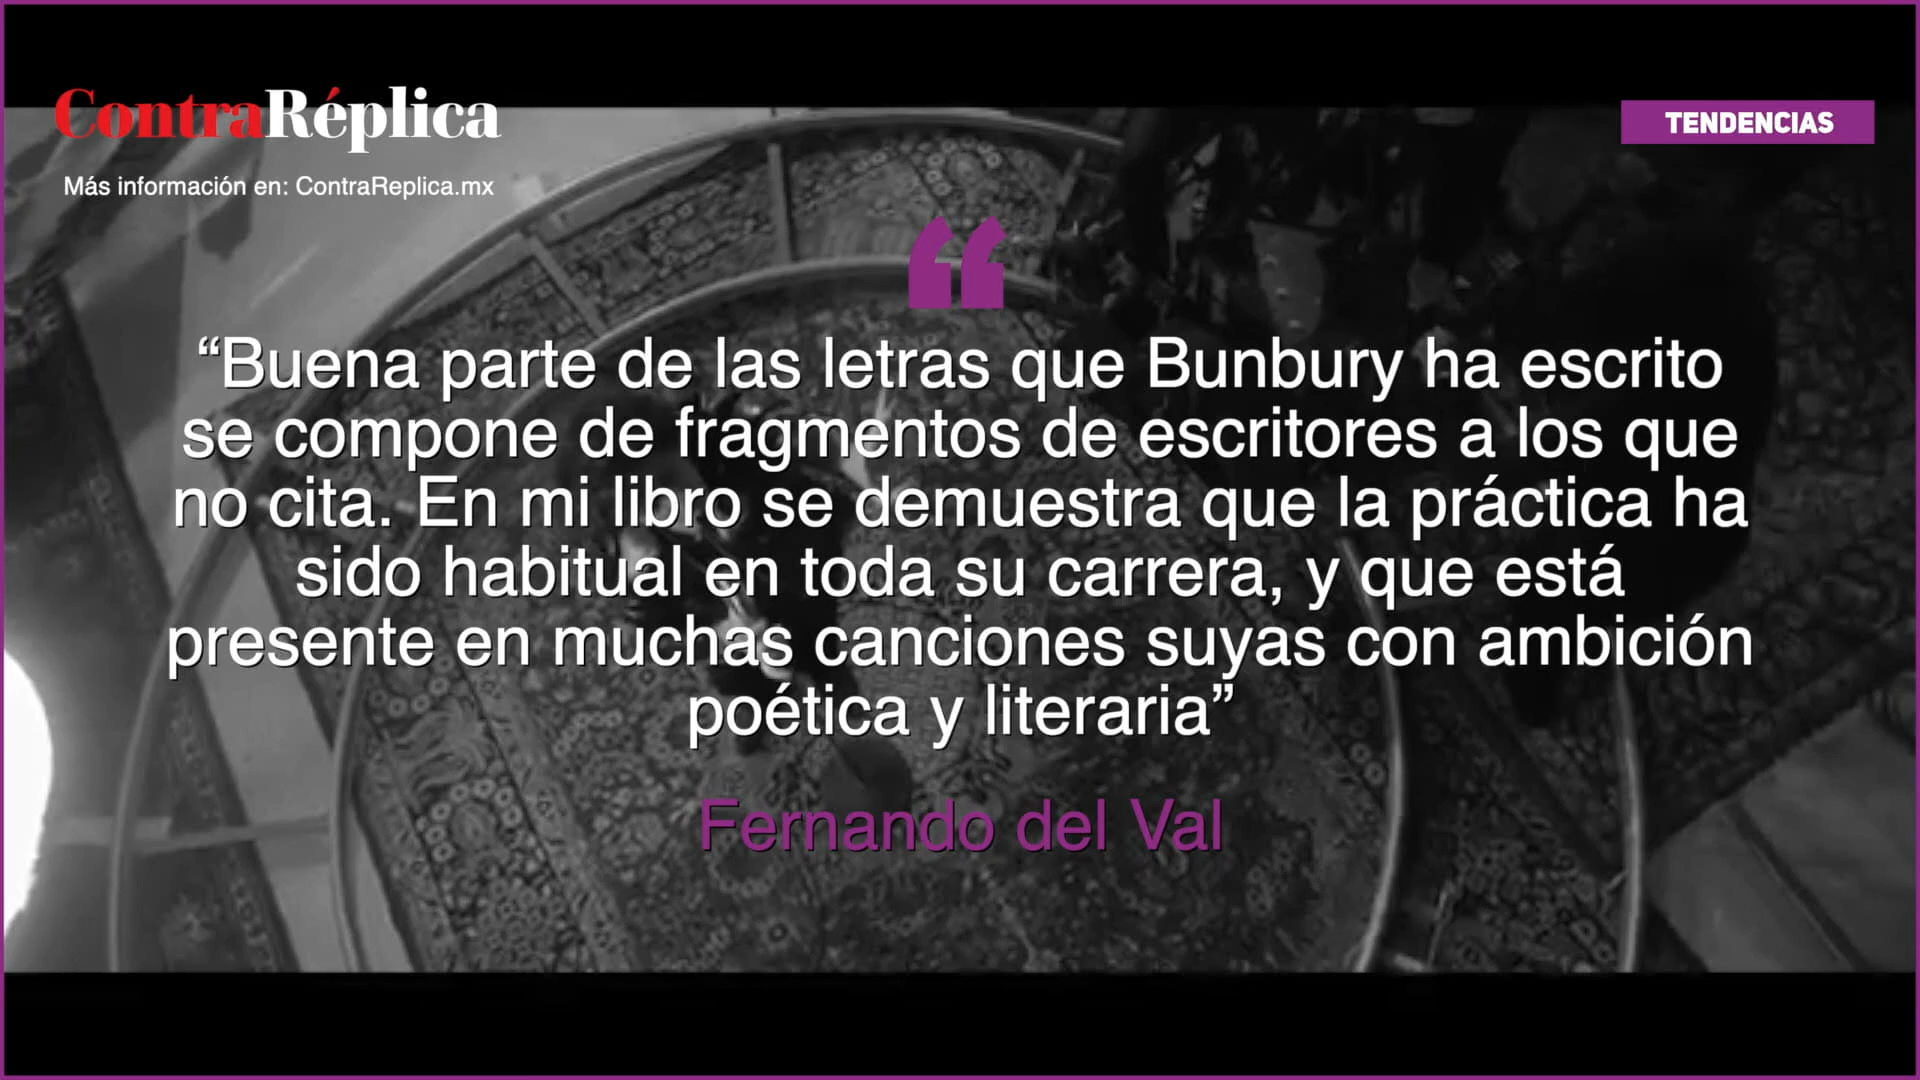 ContraRéplica
TENDENCIAS
Más información en: ContraReplica.mx
“
“Buena parte de las letras que Bunbury ha escrito
se compone de fragmentos de escritores a los que
no cita. En mi libro se demuestra que la práctica ha
sido habitual en toda su carrera, y que está
presente en muchas canciones suyas con ambición
poética y literaria”
Fernando del Val